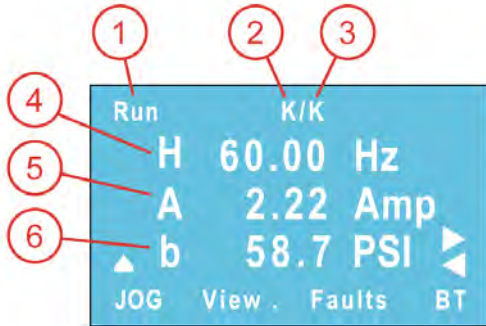 1 2 3
Run K/K
4 H 60.00 Hz
5 A 2.22 Amp
6 b 58.7 PSI
JOG View . Faults BT